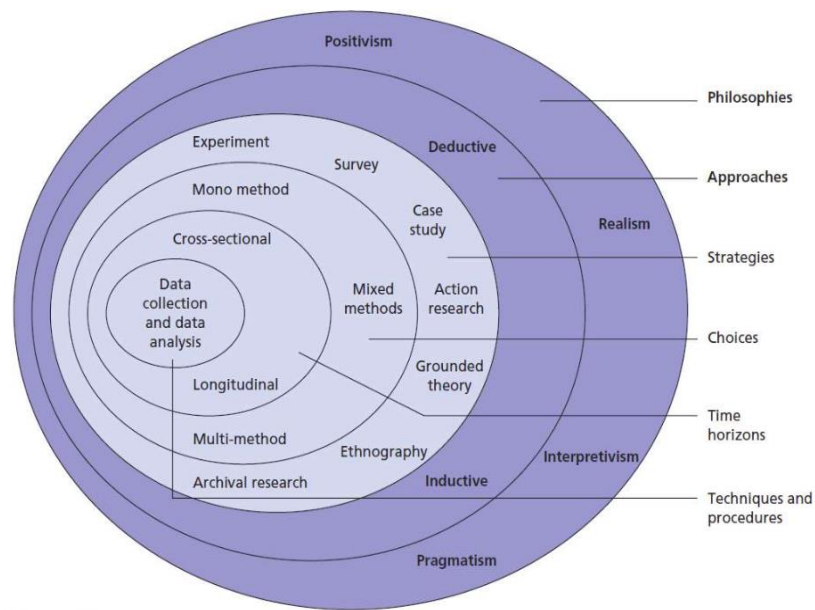 Positivism
Philosophies
Experiment
Deductive
Survey
Approaches
Mono method
Case
study
Realism
Cross-sectional
Strategies
Data
collection
and data
analysis
Mixed
methods
Action
research
Choices
Grounded
theory
Longitudinal
Time
horizons
Multi-method
Ethnography
Interpretivism
Archival research
Inductive
Techniques and
procedures
Pragmatism